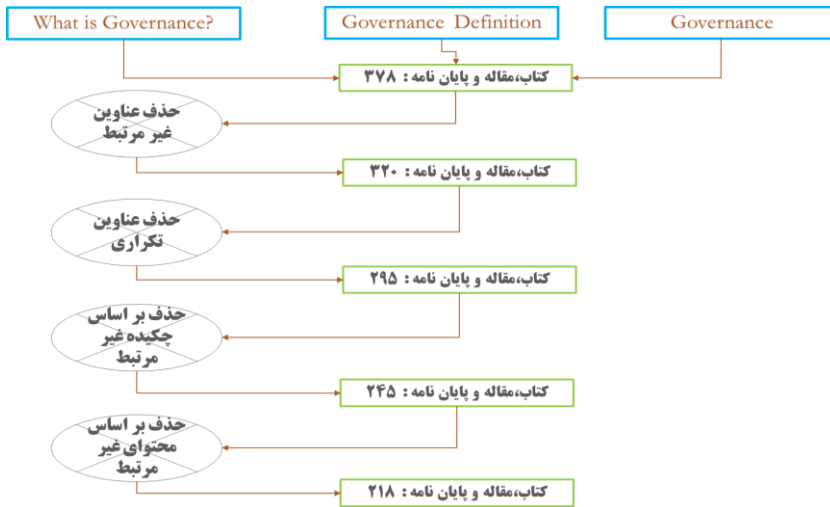 What is Governance?
Governance Definition
Governance
کتاب،مقاله و پایان نامه : ۳۷۸
حذف عناوین
غیر مرتبط
کتاب،مقاله و پایان نامه : ۳۲۰
حذف عناوین
تکراری
کتاب،مقاله و پایان نامه : ۲۹۵
حذف بر اساس
چکیده غیر
مرتبط
کتاب،مقاله و پایان نامه : ۲۴۵
حذف بر اساس
محتوای غیر
مرتبط
کتاب،مقاله و پایان نامه : ۲۱۸